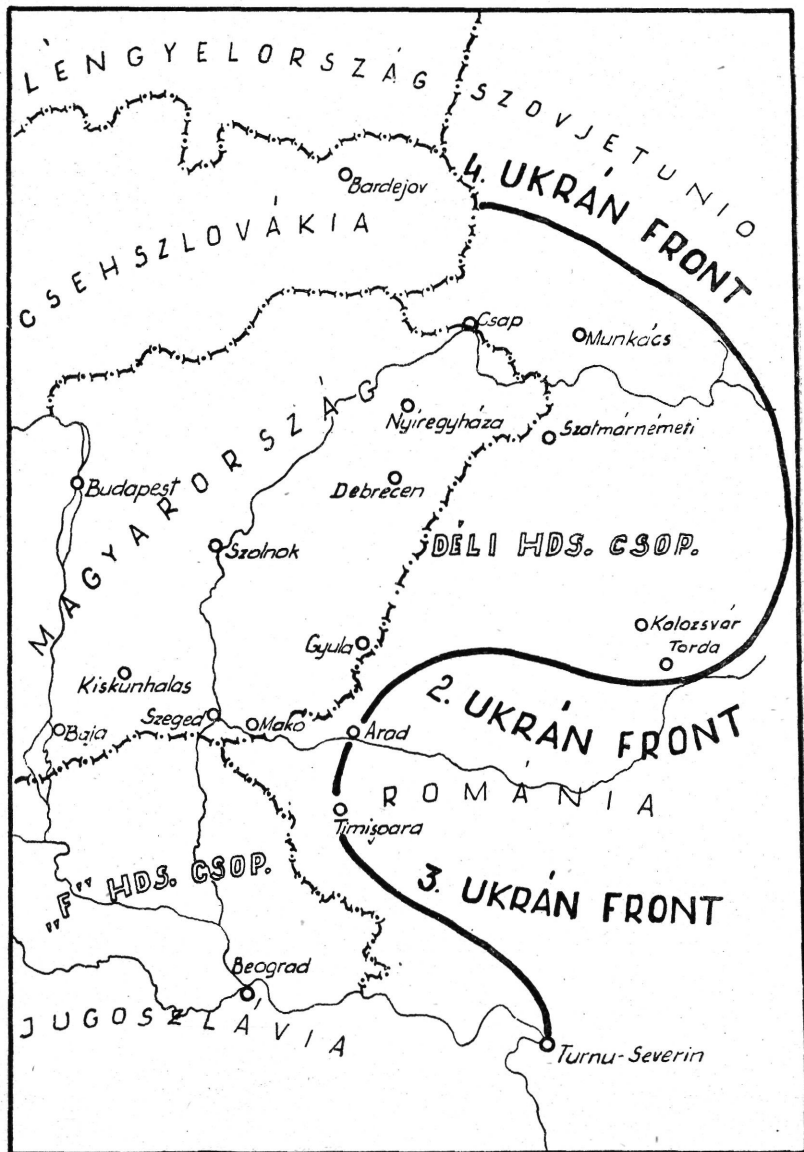 LENGYELORSZÁG
SZOVJETUNIO
4. UKRÁN FRONT
Bardejov
CSEHSZLOVÁKIA
Csap
Munkács
MAGYARORSZÁG
Nyíregyháza
Szatmárnémeti
Budapest
Debrecen
Szolnok
DÉLI HDS. CSOP.
Kolozsvár
Torda
Gyula
Kiskunhalas
2. UKRÁN FRONT
Szeged
Makó
Baja
Arad
ROMÁNIA
Timişoara
„F" HDS. CSOP.
3. UKRÁN FRONT
Beograd
JUGOSZLÁVIA
Turnu-Severin